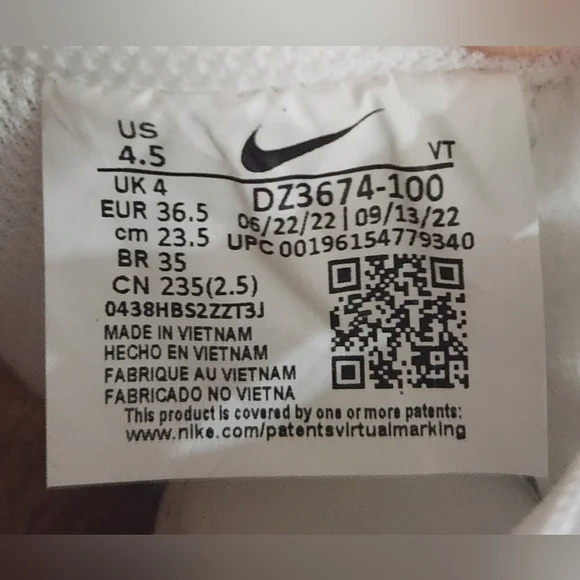 US
4.5
VT
UK 4
DZ3674-100
EUR 36.5
06/22/22 | 09/13/22
cm 23.5
UPC 00196154779340
BR 35
CN 235(2.5)
0438HBS2ZZT3J
MADE IN VIETNAM
HECHO EN VIETNAM
FABRIQUE AU VIETNAM
FABRICADO NO VIETNA
This product is covered by one or more patents:
www.nike.com/patentsvirtualmarking